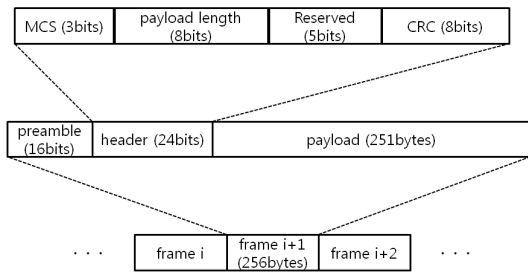 MCS (3bits)
payload length
(8bits)
Reserved
(5bits)
CRC (8bits)
preamble
(16bits)
header (24bits)
payload (251bytes)
· · ·
frame i
frame i+1
(256bytes)
frame i+2
· · ·